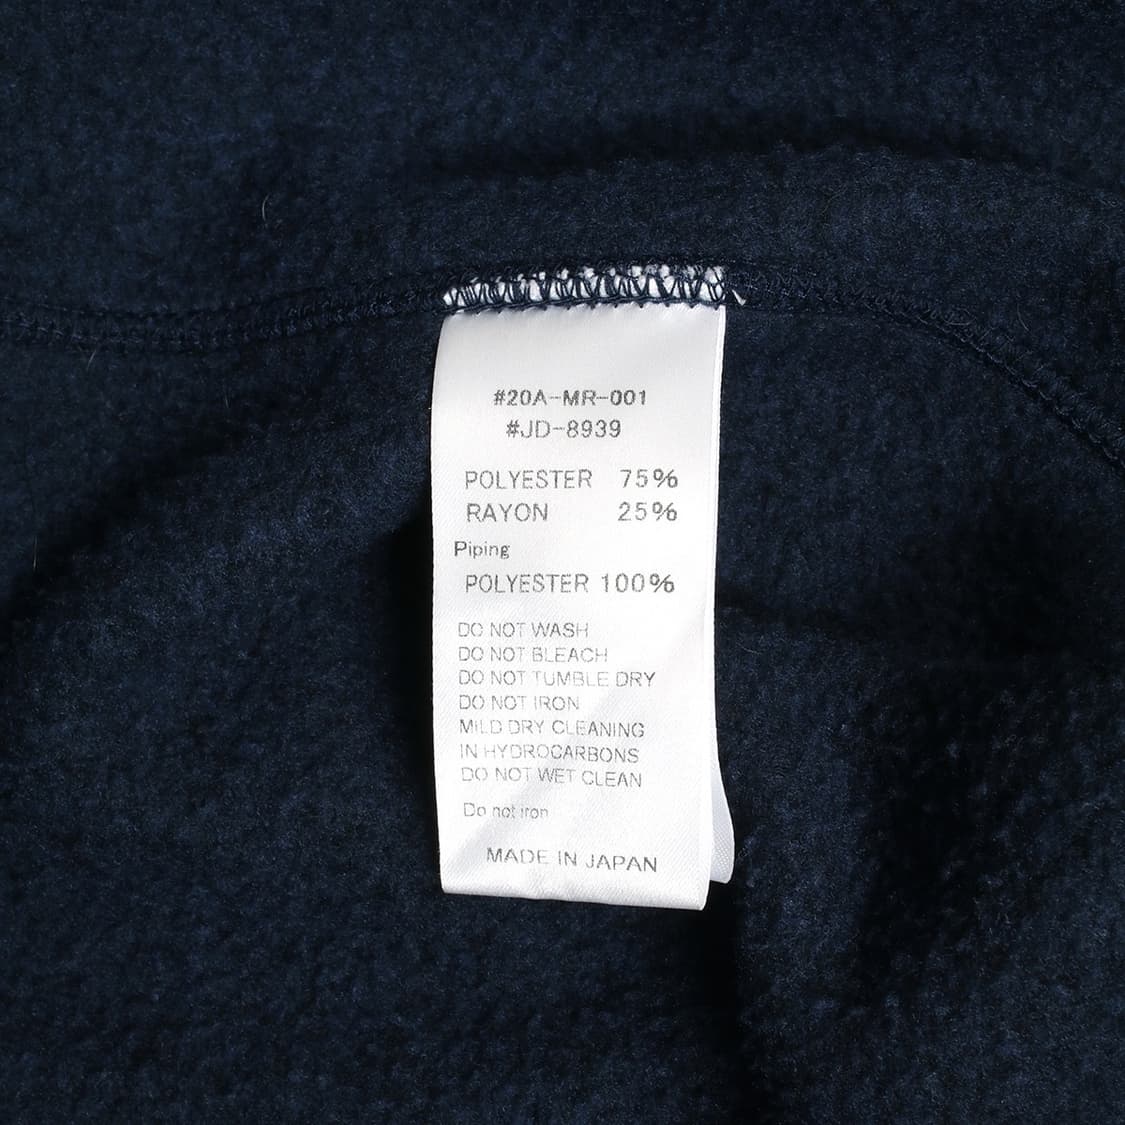 #20A-MR-001
#JD-8939
POLYESTER 75%
RAYON 25%
Piping
POLYESTER 100%
DO NOT WASH
DO NOT BLEACH
DO NOT TUMBLE DRY
DO NOT IRON
MILD DRY CLEANING
IN HYDROCARBONS
DO NOT WET CLEAN
Do not iron
MADE IN JAPAN